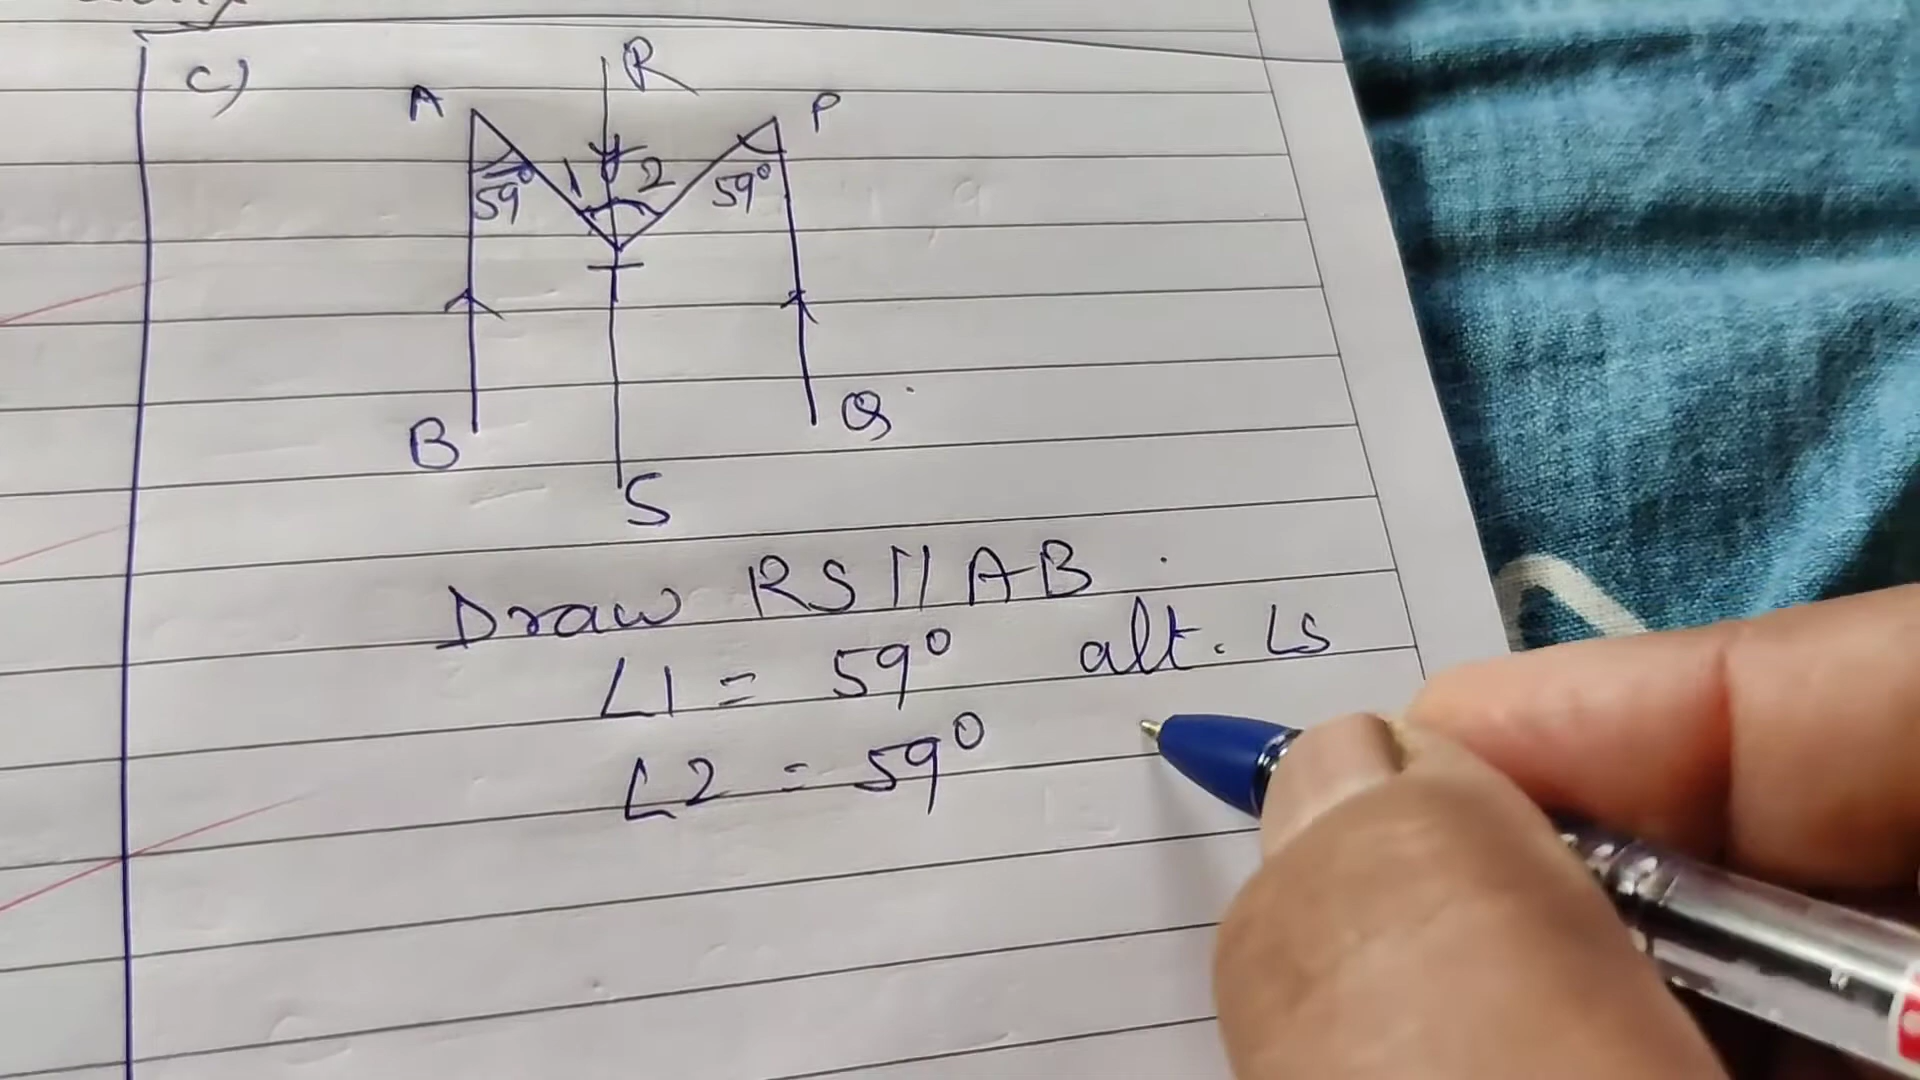 c)
R
A
P
1
2
59°
59°
B
Q
S
Draw RS || AB
∠1 = 59° alt. ∠s
∠2 = 59°